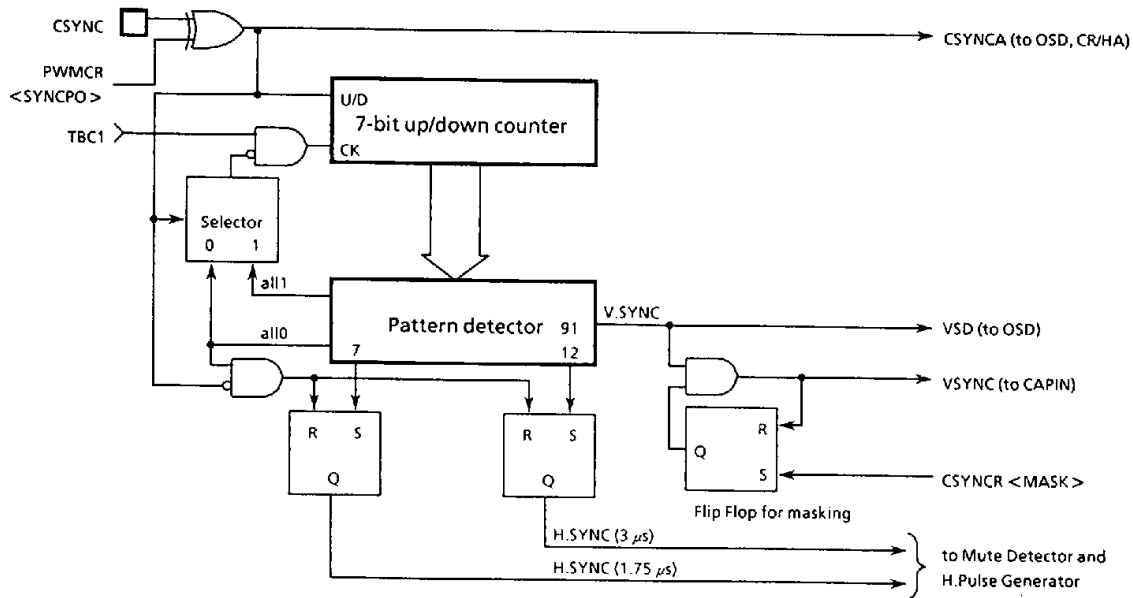 CSYNC
CSYNCA (to OSD, CR/HA)
PWMCR
<SYNCPO>
U/D
7-bit up/down counter
TBC1
CK
Selector
0 1
all1
Pattern detector
V.SYNC
91
VSD (to OSD)
all0
7
12
VSYNC (to CAPIN)
R S
Q
R S
Q
R
Q
S
CSYNCR <MASK>
Flip Flop for masking
H.SYNC (3 μs)
H.SYNC (1.75 μs)
to Mute Detector and
H.Pulse Generator